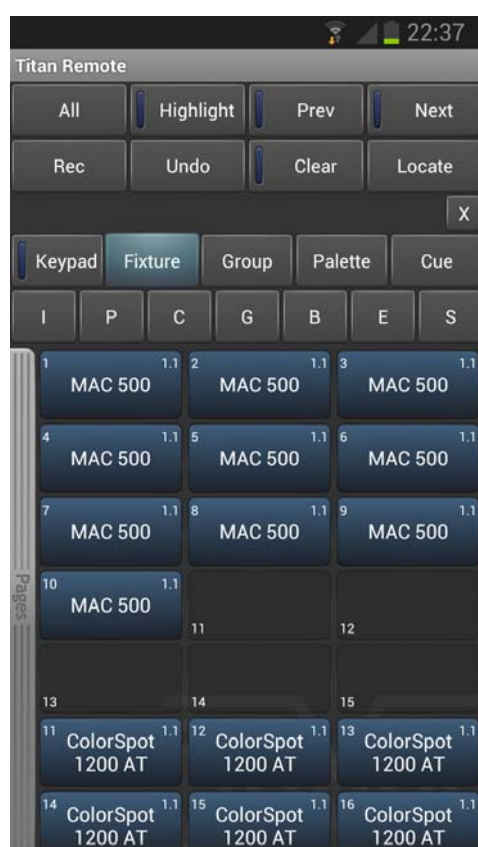 22:37
Titan Remote
All Highlight Prev Next
Rec Undo Clear Locate
X
Keypad Fixture Group Palette Cue
I P C G B E S
1 1.1 2 1.1 3 1.1
MAC 500 MAC 500 MAC 500
4 1.1 5 1.1 6 1.1
MAC 500 MAC 500 MAC 500
7 1.1 8 1.1 9 1.1
MAC 500 MAC 500 MAC 500
Pages
10 1.1
MAC 500
11 12
13 14 15
11 1.1 12 1.1 13 1.1
ColorSpot ColorSpot ColorSpot
1200 AT 1200 AT 1200 AT
14 1.1 15 1.1 16 1.1
ColorSpot ColorSpot ColorSpot
1200 AT 1200 AT 1200 AT